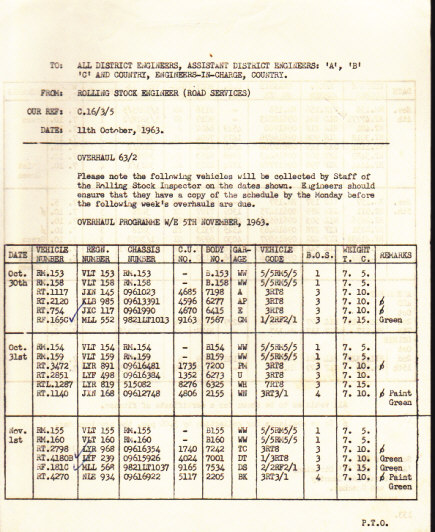 TO: ALL DISTRICT ENGINEERS, ASSISTANT DISTRICT ENGINEERS: 'A', 'B'
'C' AND COUNTRY, ENGINEERS-IN-CHARGE, COUNTRY.
FROM: ROLLING STOCK ENGINEER (ROAD SERVICES)
OUR REF: C.16/3/5
DATE: 11th October, 1963.
OVERHAUL 63/2
Please note the following vehicles will be collected by Staff of
the Rolling Stock Inspector on the dates shown. Engineers should
ensure that they have a copy of the schedule by the Monday before
the following week's overhauls are due.
OVERHAUL PROGRAMME W/E 5TH NOVEMBER, 1963.
DATE VEHICLE NUMBER REGN. NUMBER CHASSIS NUMBER C.U. NO. BODY NO. GAR-AGE VEHICLE CODE B.O.S. WEIGHT T. C. REMARKS
Oct. RM.153 VLT 153 RM.153 - B.153 WW 5/5RM5/5 1 7. 5.
30th RM.158 VLT 158 RM.158 - B158 WW 5/5RM5/5 1 7. 5.
RT.1117 JXN 145 0961023 4685 7198 A 3RT8 3 7. 10.
RT.2120 KLB 985 09613391 4596 6277 AP 3RT8 3 7. 10. ø
RT.754 JXC 117 0961990 4670 6415 E 3RT8 3 7. 10. ø
RF.165C MLL 552 9821LT1013 9163 7567 GM 1/2RF2/1 3 7. 15. Green
Oct. RM.154 VLT 154 RM.154 - B154 WW 5/5RM5/5 1 7. 5.
31st RM.159 VLT 159 RM.159 - B159 WW 5/5RM5/5 1 7. 5.
RT.3472 LYR 891 09616481 1735 7200 PM 3RT8 3 7. 10. ø
RT.2851 LYF 498 09616384 1352 6273 U 3RT8 3 7. 10.
RTL.1287 LYR 819 515082 8276 6325 WH 7RT8 3 7. 15.
RT.1140 JXN 168 09612748 4806 2155 WN 3RT3/1 4 7. 10. ø Paint
Green
Nov. RM.155 VLT 155 RM.155 - B155 WW 5/5RM5/5 1 7. 5.
1st RM.160 VLT 160 RM.160 - B160 WW 5/5RM5/5 1 7. 5.
RT.2798 LYR 968 09616354 1740 7242 TC 3RT8 3 7. 10. ø
RT.4180B 239 09615926 4024 7001 DT 1/3RT8 3 7. 10. Green
RF.181C MLL 568 9821LT1037 9165 7534 DS 2/2RF2/1 3 7. 15. Green
RT.4270 NLE 934 09616922 5117 2205 BK 3RT3/1 4 7. 10. ø Paint
Green
P.T.O.